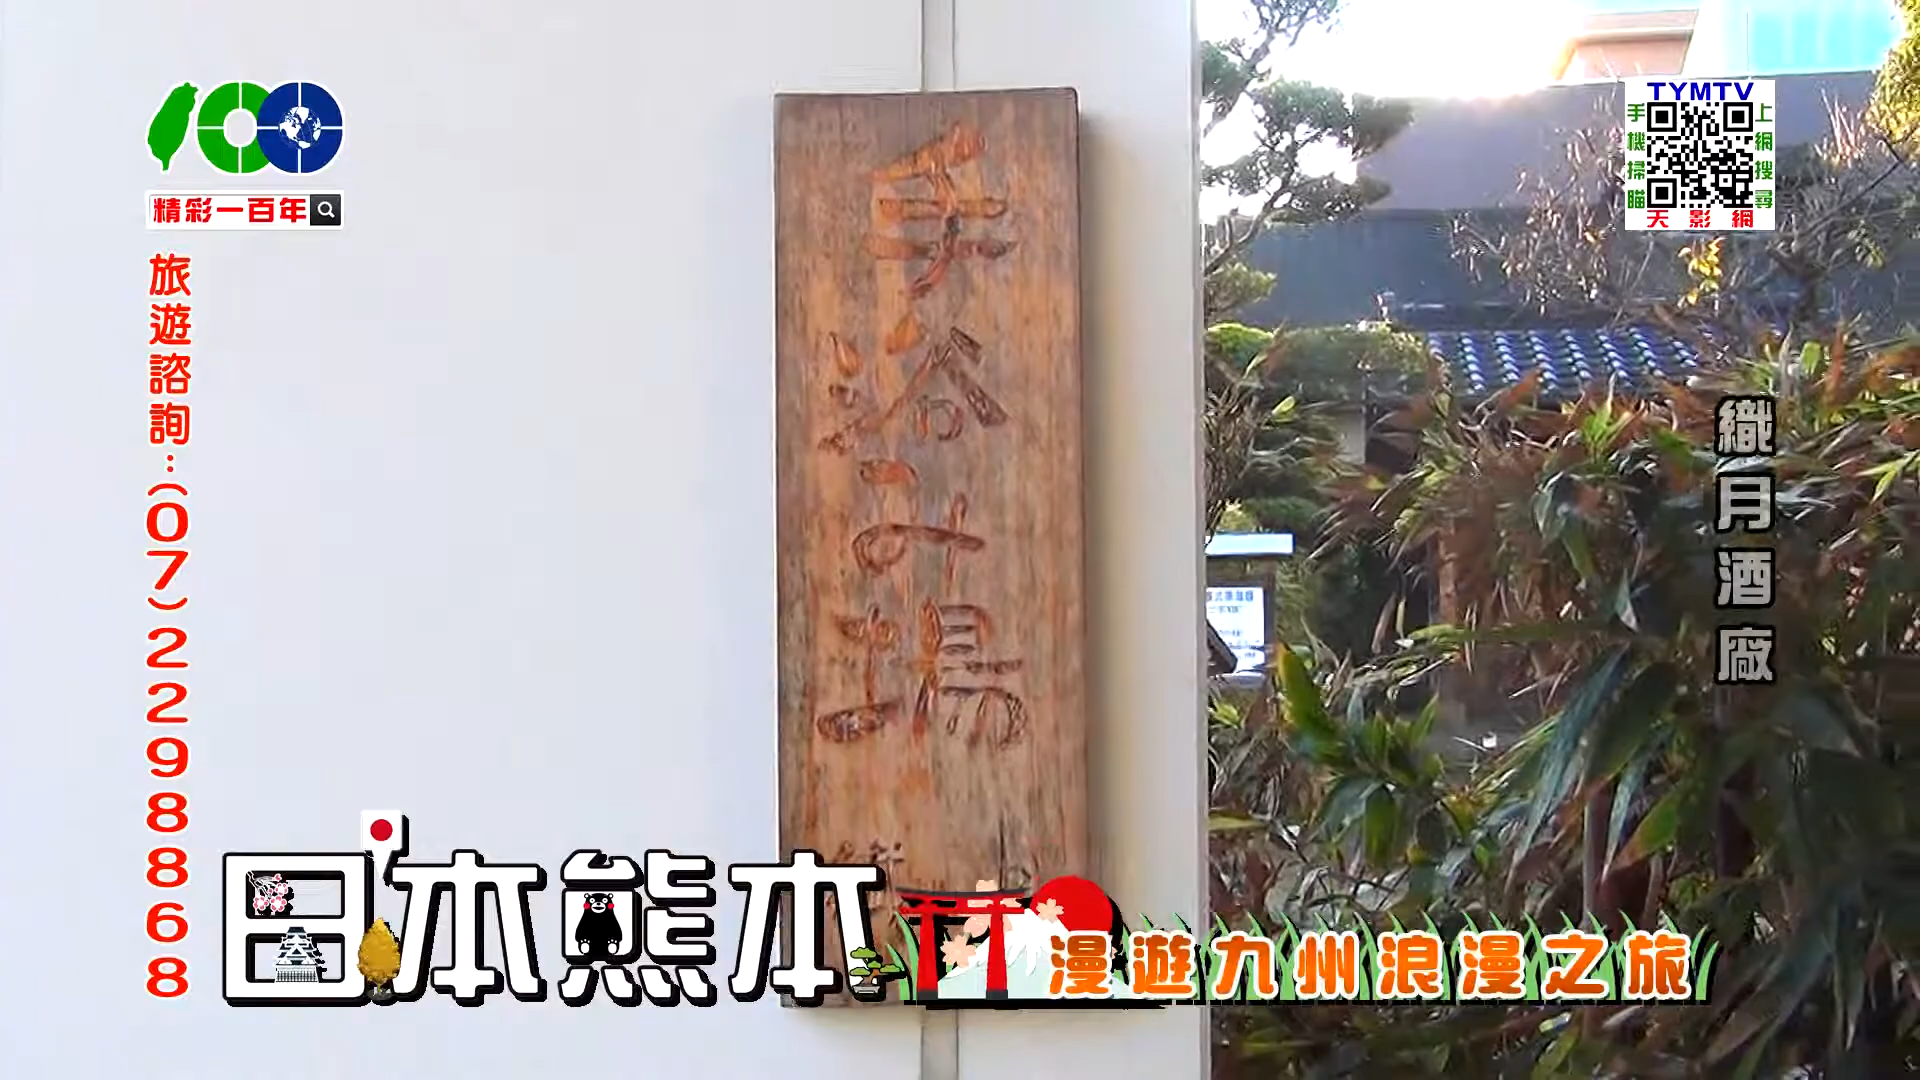 精彩一百年
旅遊諮詢:(07)2298868
TYMTV
手機掃瞄
上網搜尋
天影網
手浴み場
織月酒廠
日本熊本
漫遊九州浪漫之旅